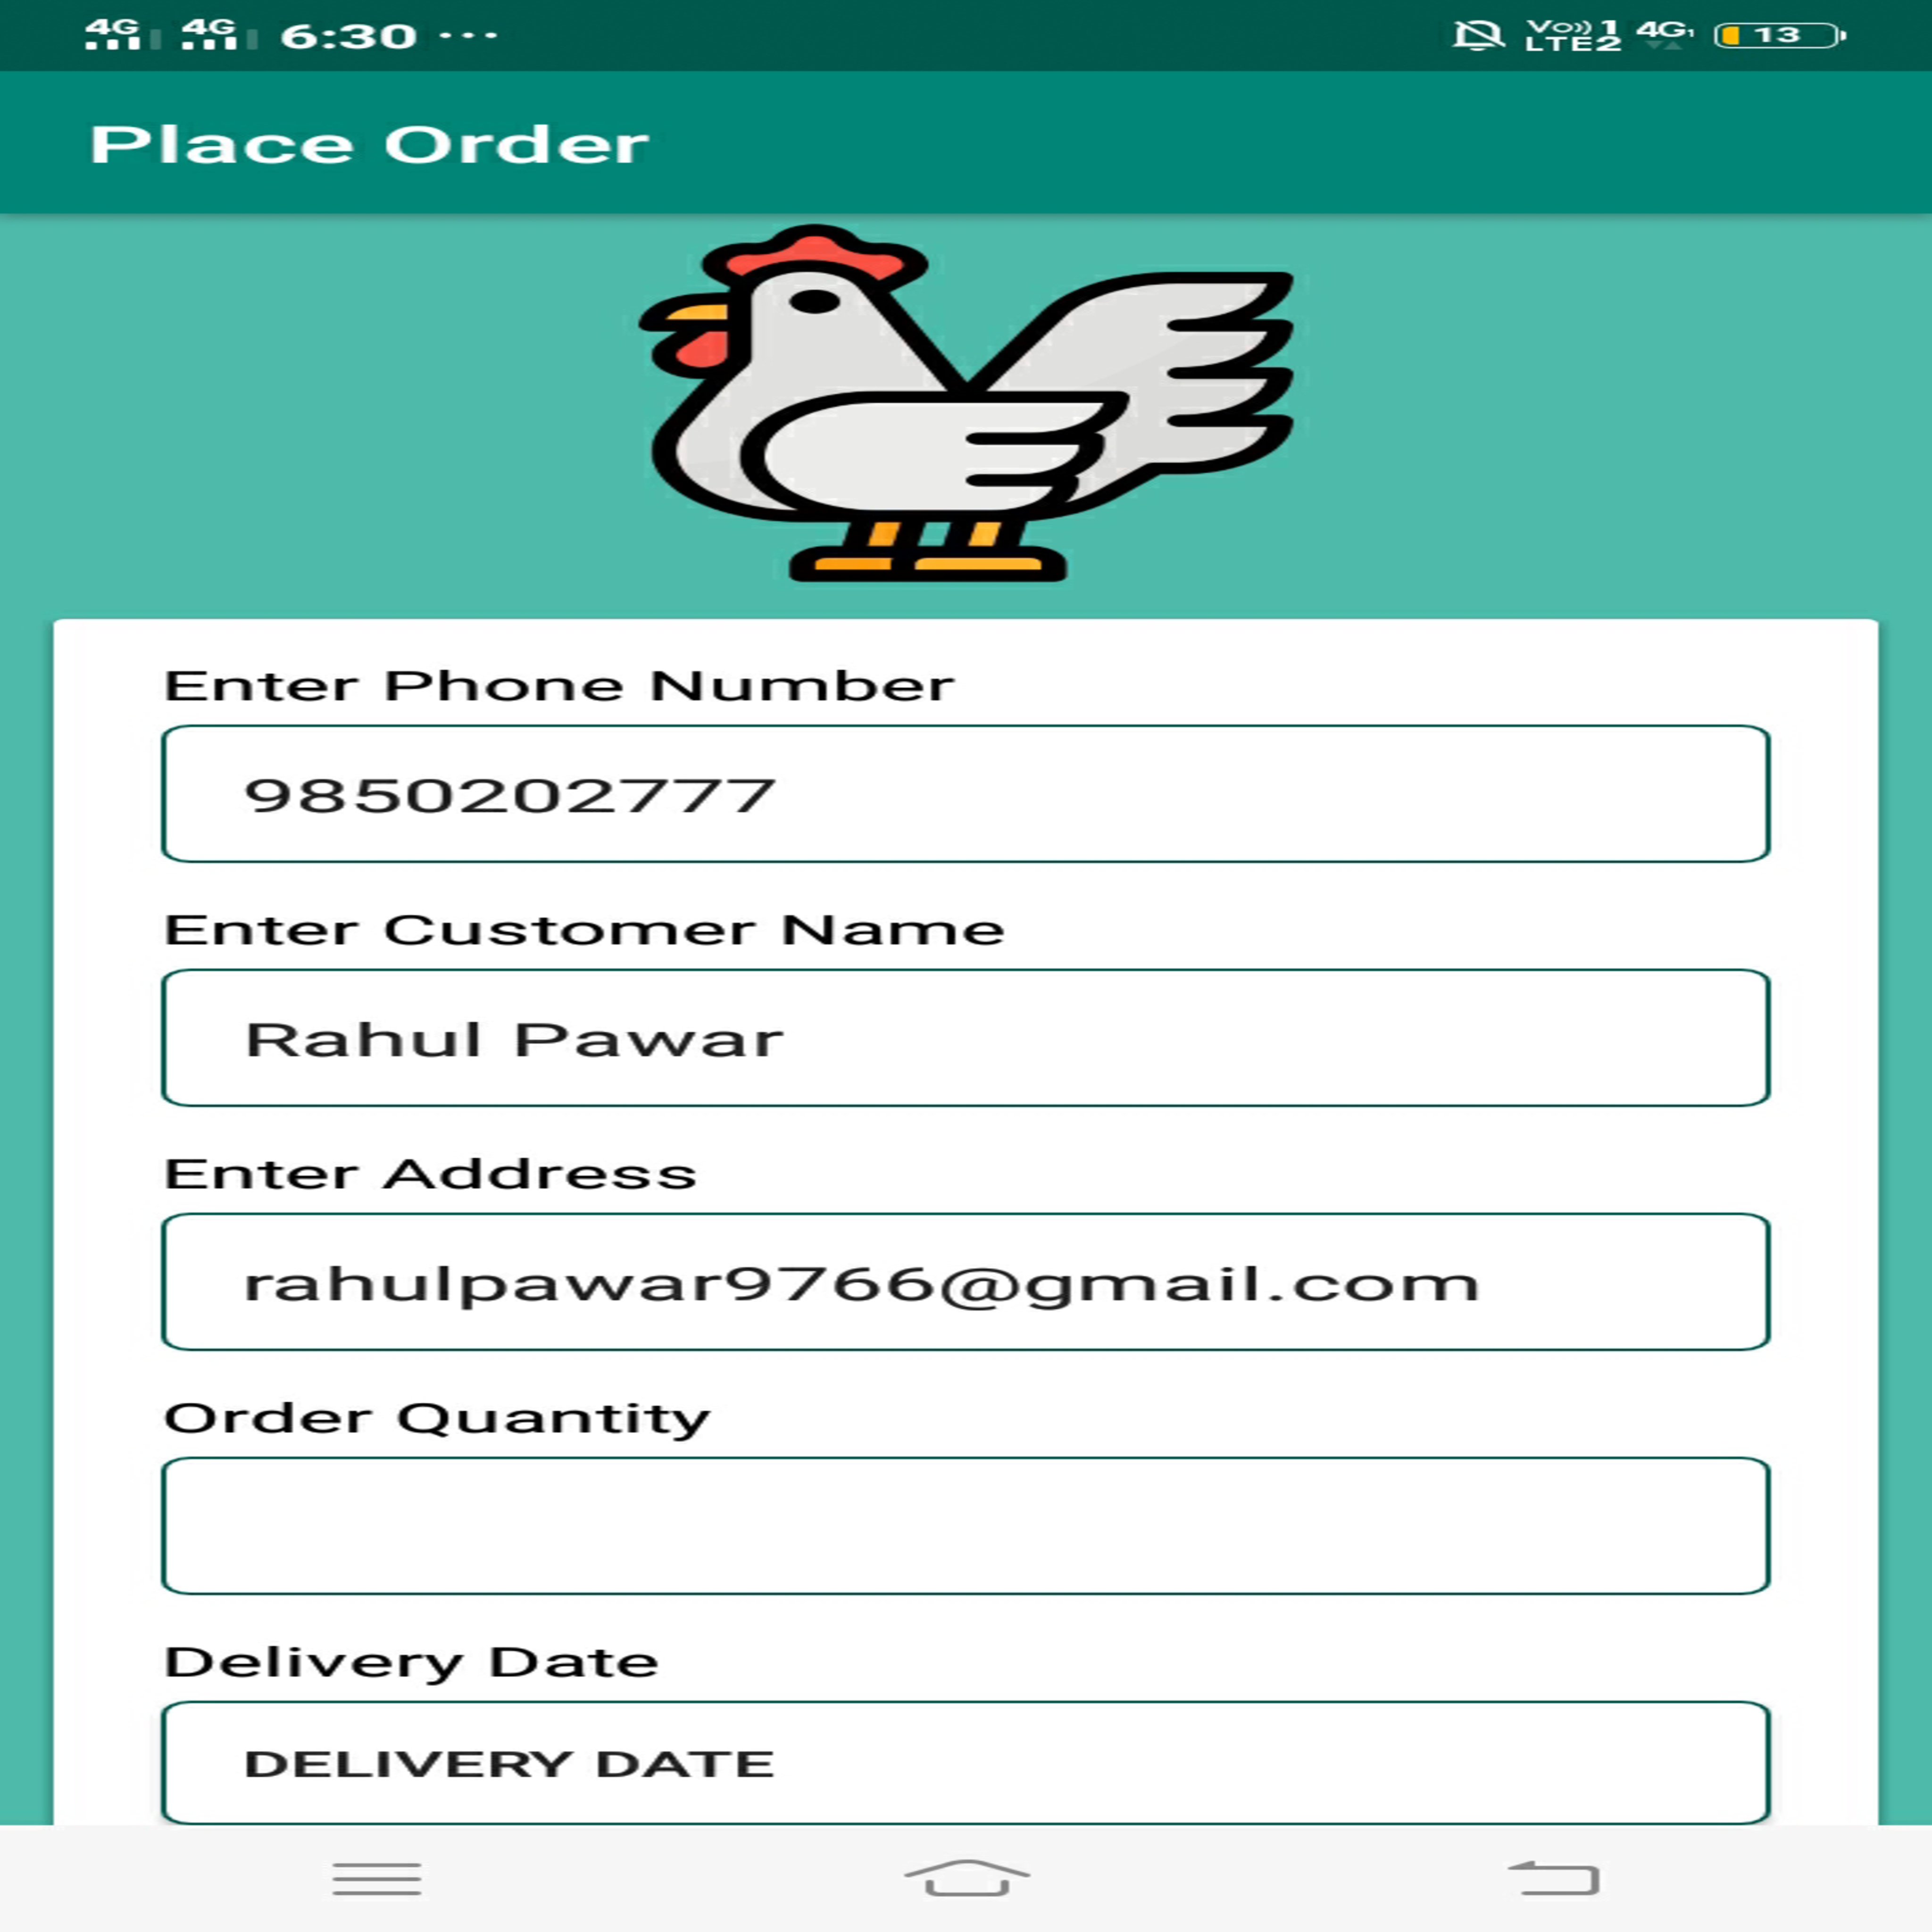 4G 4G 6:30 ... Vo)) 1 LTE2 4G1 13
Place Order
Enter Phone Number
9850202777
Enter Customer Name
Rahul Pawar
Enter Address
rahulpawar9766@gmail.com
Order Quantity
Delivery Date
DELIVERY DATE